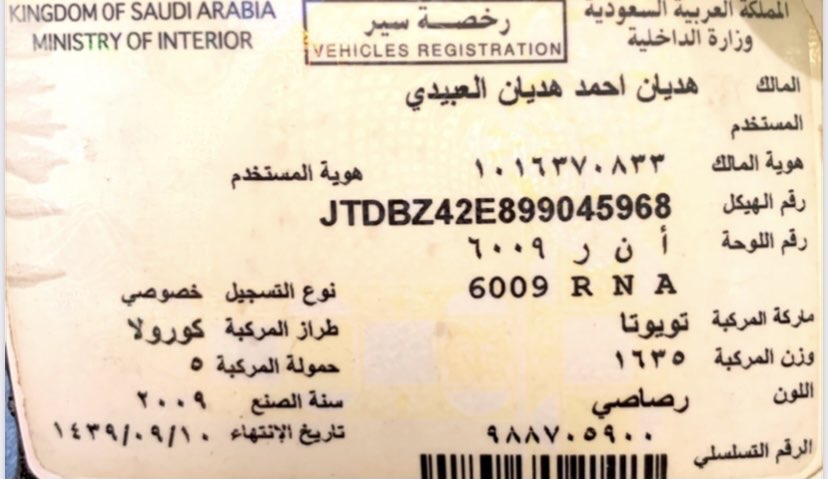 KINGDOM OF SAUDI ARABIA
MINISTRY OF INTERIOR
رخصة سير
VEHICLES REGISTRATION
المملكة العربية السعودية
وزارة الداخلية
المالك هديان احمد هديان العبيدي
المستخدم
هوية المالك ١٠١٦٣٧٠٨٣٣ هوية المستخدم
رقم الهيكل JTDBZ42E899045968
رقم اللوحة أ ن ر ٦٠٠٩
6009 R N A نوع التسجيل خصوصي
ماركة المركبة تويوتا طراز المركبة كورولا
وزن المركبة ١٦٣٥ حمولة المركبة ٥
اللون رصاصي سنة الصنع ٢٠٠٩
الرقم التسلسلي ٩٨٨٧٠٥٩٠٠ تاريخ الإنتهاء ١٤٣٩/٠٩/١٠